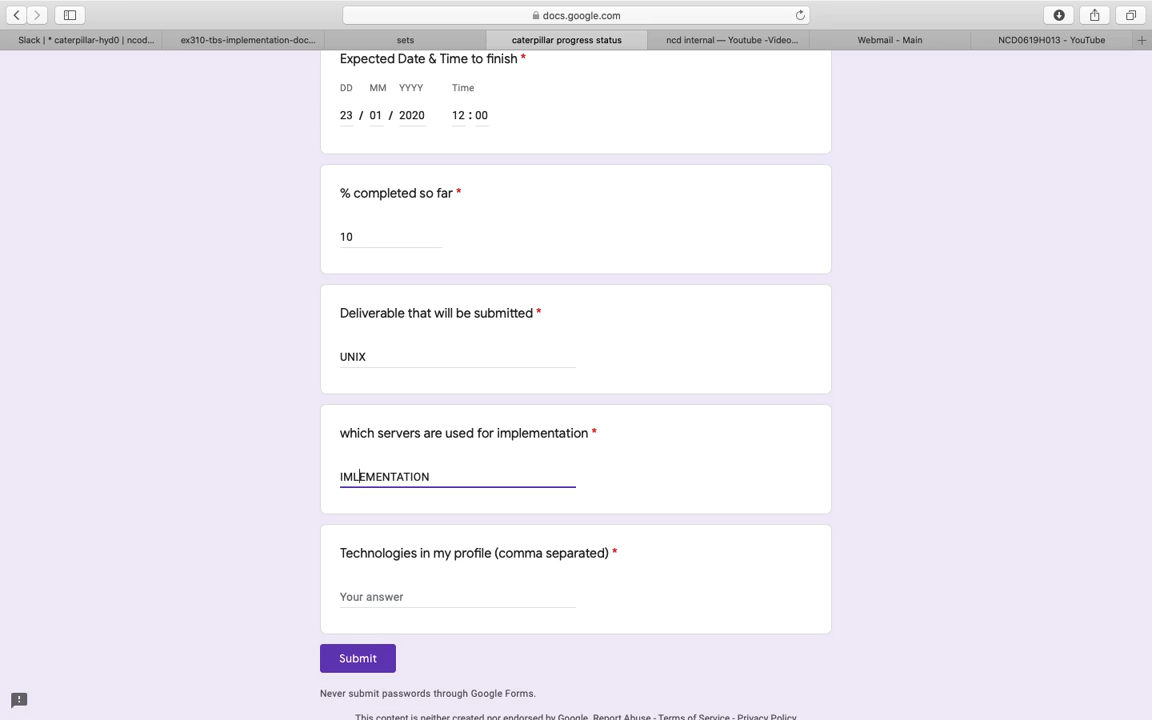 docs.google.com
Slack | * caterpillar-hyd0 | ncod...
ex310-tbs-implementation-doc...
sets
caterpillar progress status
ncd internal — Youtube -Video...
Webmail - Main
NCD0619H013 - YouTube
Expected Date & Time to finish *
DD MM YYYY Time
23 / 01 / 2020 12 : 00
% completed so far *
10
Deliverable that will be submitted *
UNIX
which servers are used for implementation *
IMLEMENTATION
Technologies in my profile (comma separated) *
Your answer
Submit
Never submit passwords through Google Forms.
This content is neither created nor endorsed by Google. Report Abuse - Terms of Service - Privacy Policy